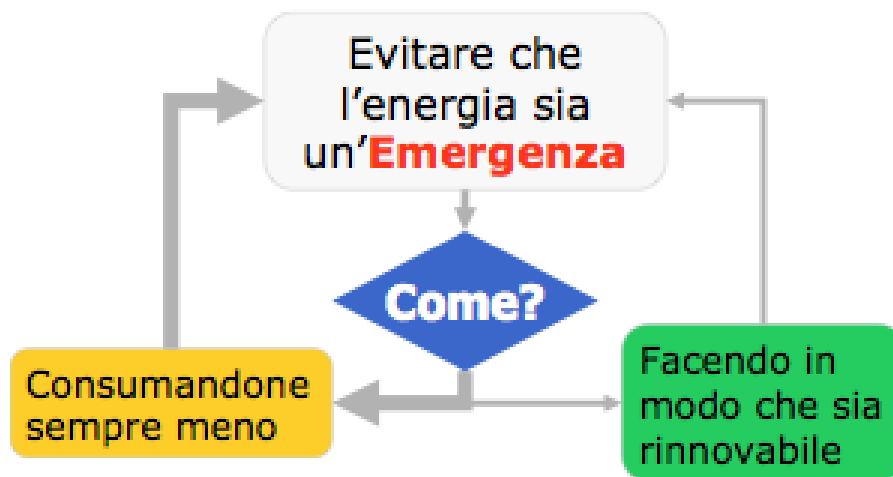 Evitare che
l'energia sia
un'Emergenza
Come?
Consumandone
sempre meno
Facendo in
modo che sia
rinnovabile